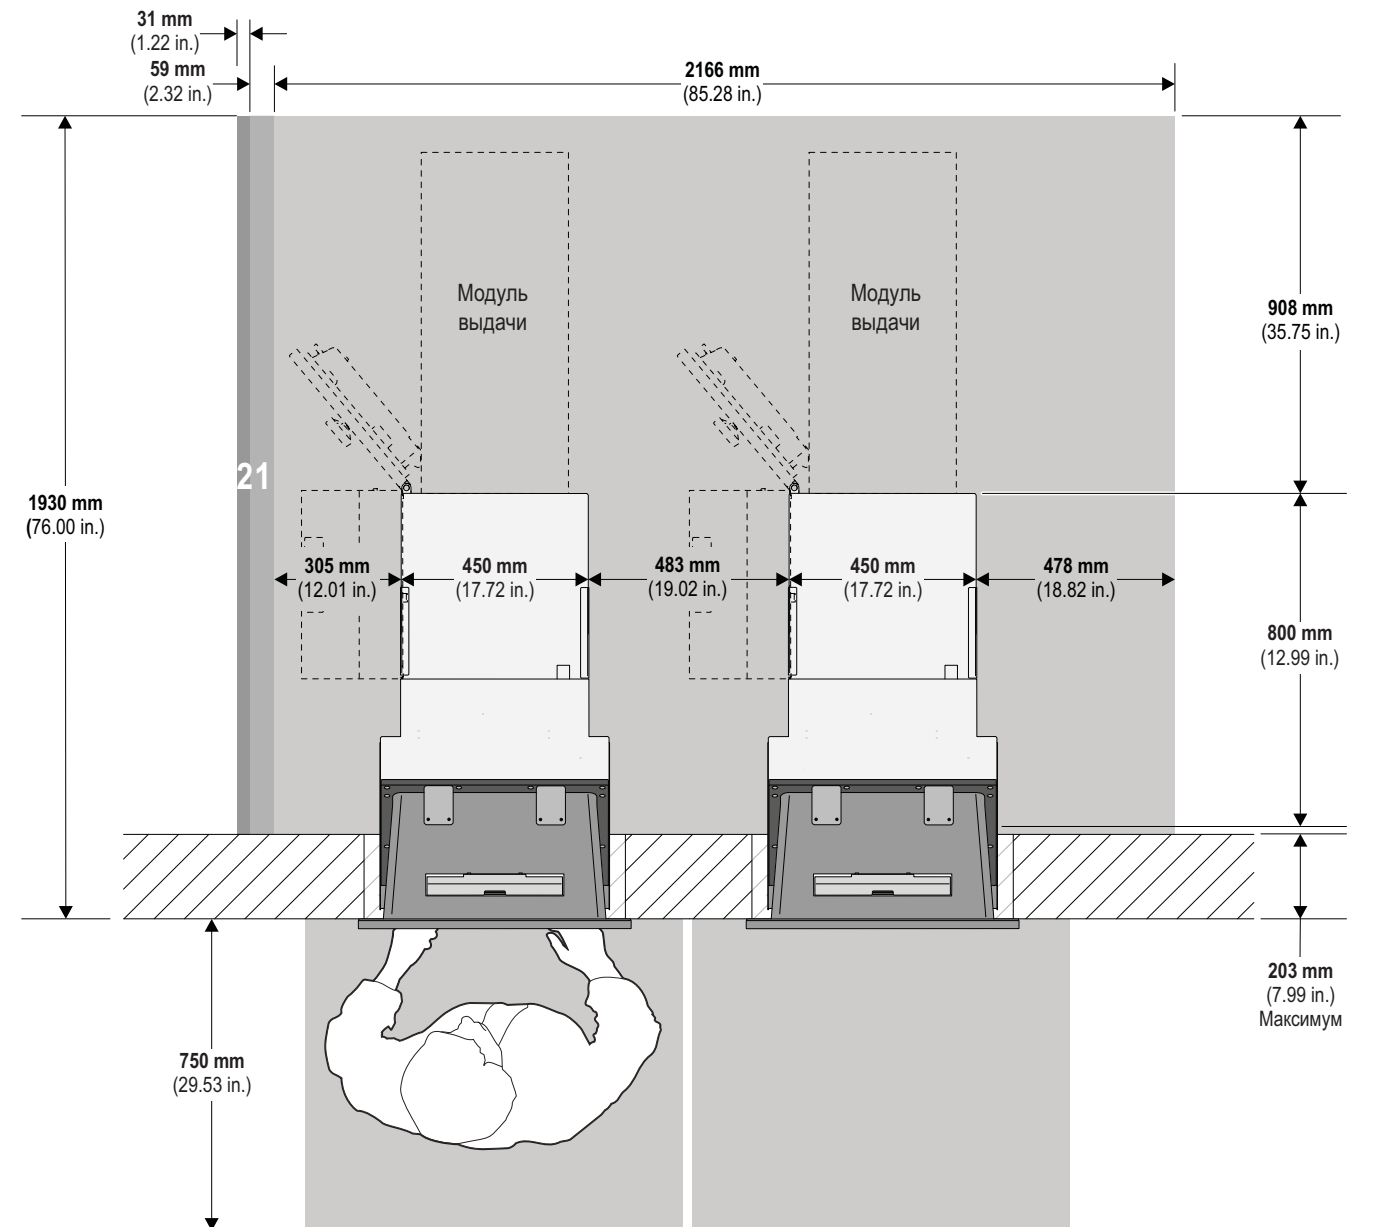 31 mm
(1.22 in.)
59 mm
(2.32 in.)
2166 mm
(85.28 in.)
Модуль
выдачи
Модуль
выдачи
908 mm
(35.75 in.)
21
1930 mm
(76.00 in.)
305 mm
(12.01 in.)
450 mm
(17.72 in.)
483 mm
(19.02 in.)
450 mm
(17.72 in.)
478 mm
(18.82 in.)
800 mm
(12.99 in.)
203 mm
(7.99 in.)
Максимум
750 mm
(29.53 in.)